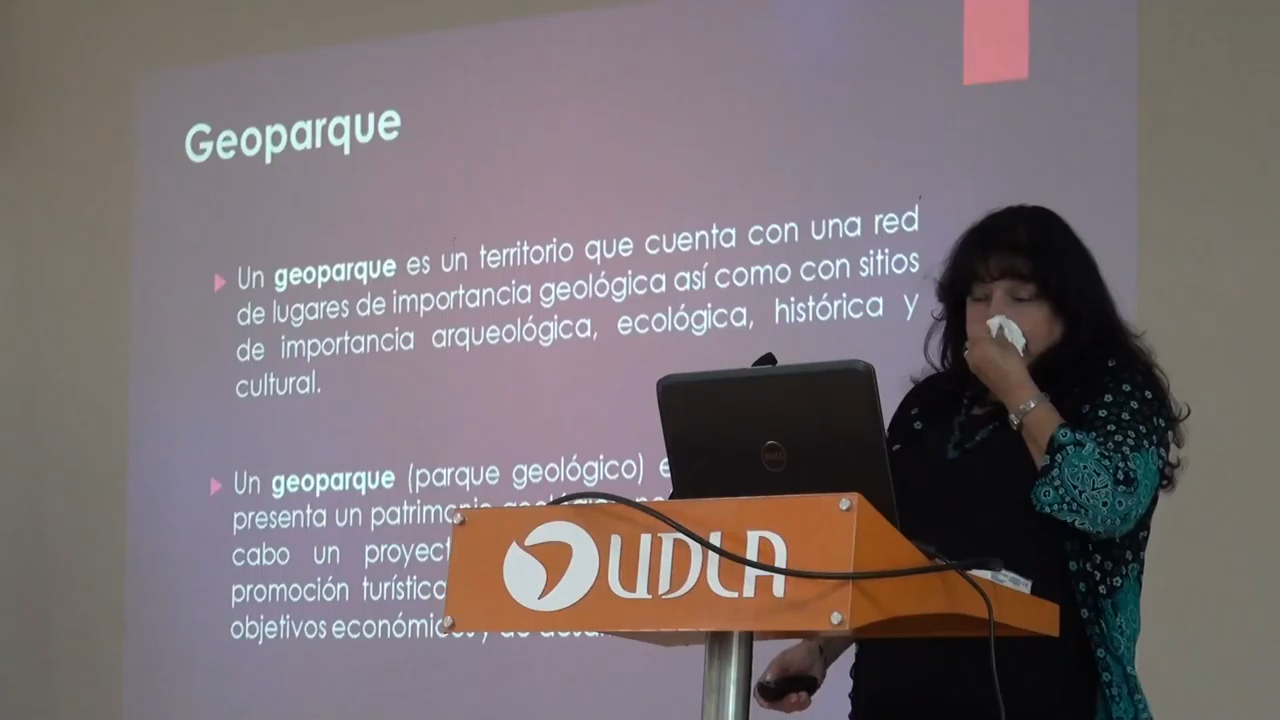 Geoparque
Un geoparque es un territorio que cuenta con una red
de lugares de importancia geológica así como con sitios
de importancia arqueológica, ecológica, histórica y
cultural.
Un geoparque (parque geológico)
presenta un
cabo un
promoción turística
objetivos
UDLA
DELL